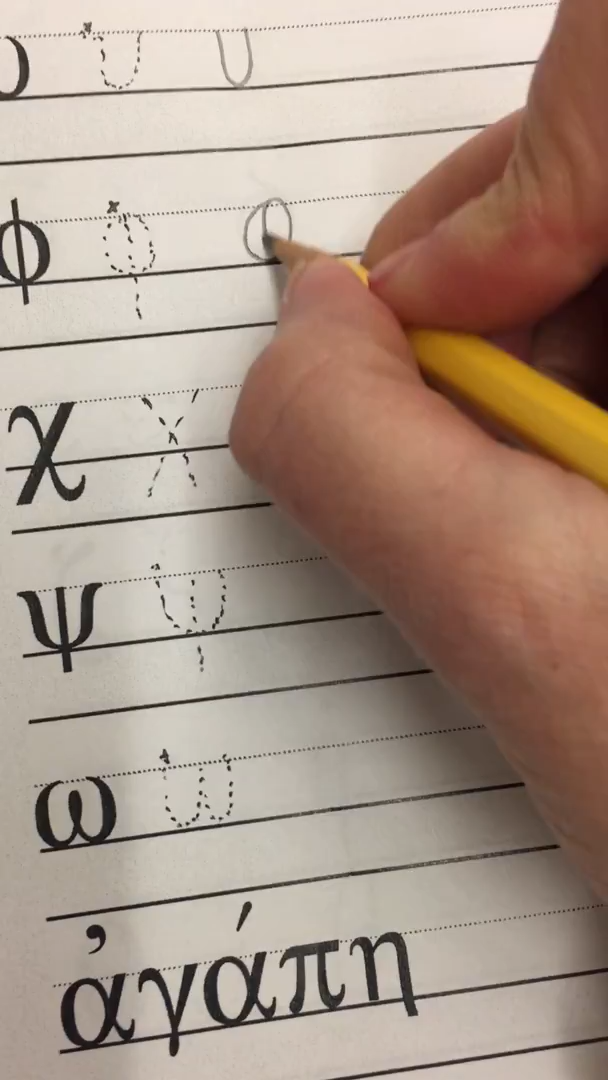 υ υ υ
ϕ ϕ
χ χ
ψ ψ
ω ω
ἀγάπη